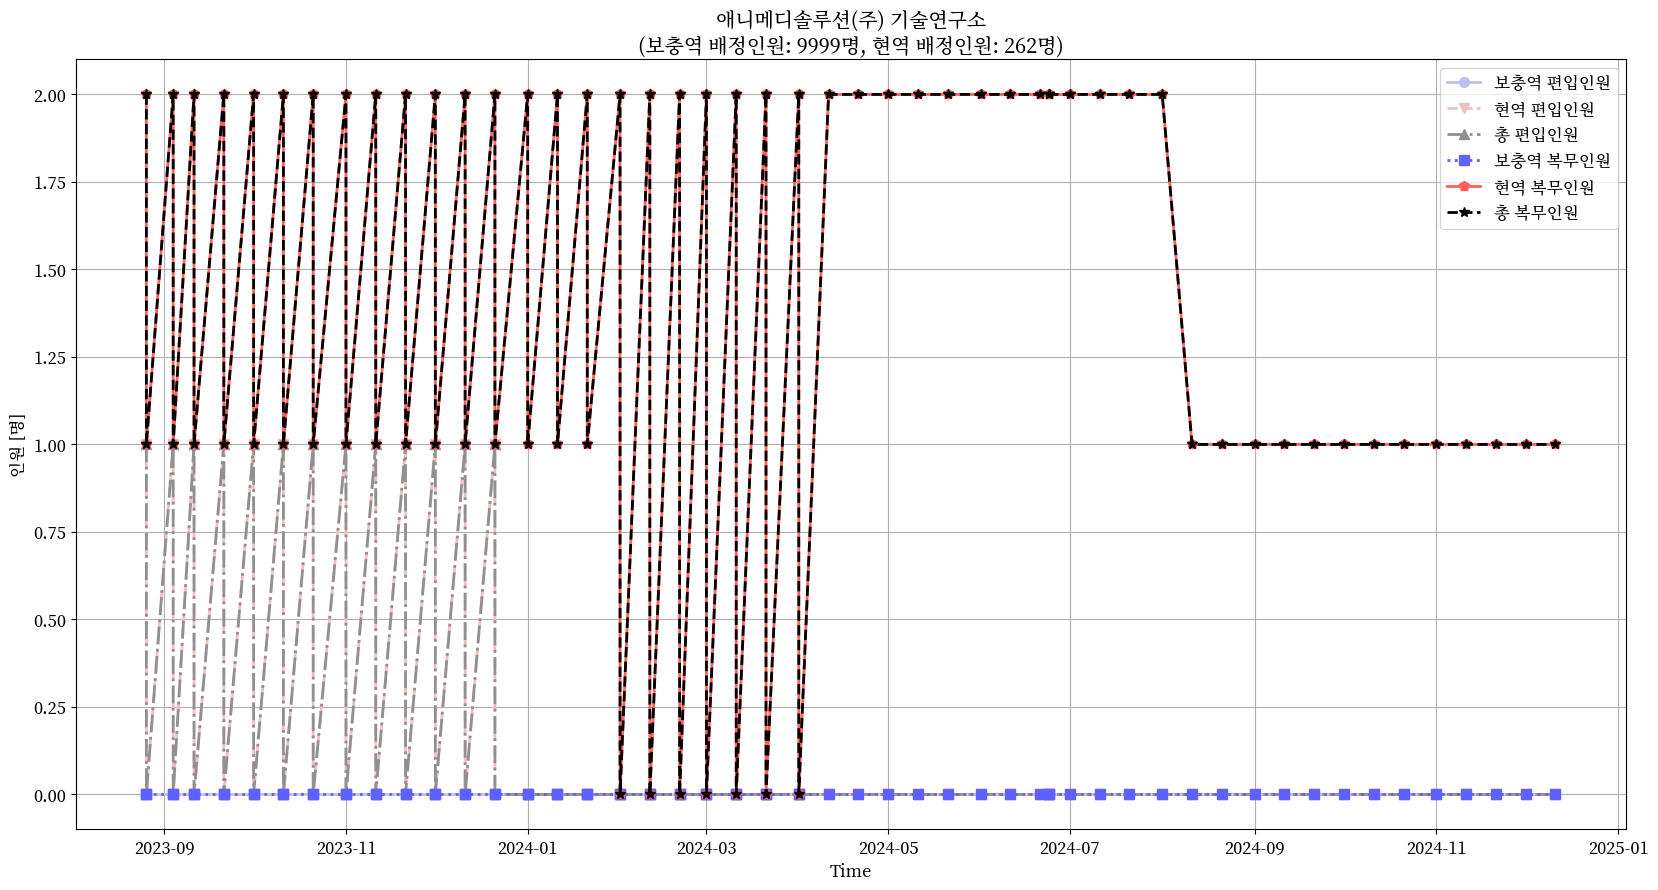 애니메디솔루션(주) 기술연구소
(보충역 배정인원: 9999명, 현역 배정인원: 262명)
보충역 편입인원
현역 편입인원
총 편입인원
보충역 복무인원
현역 복무인원
총 복무인원
인원 [명]
2.00
1.75
1.50
1.25
1.00
0.75
0.50
0.25
0.00
2023-09
2023-11
2024-01
2024-03
2024-05
2024-07
2024-09
2024-11
2025-01
Time